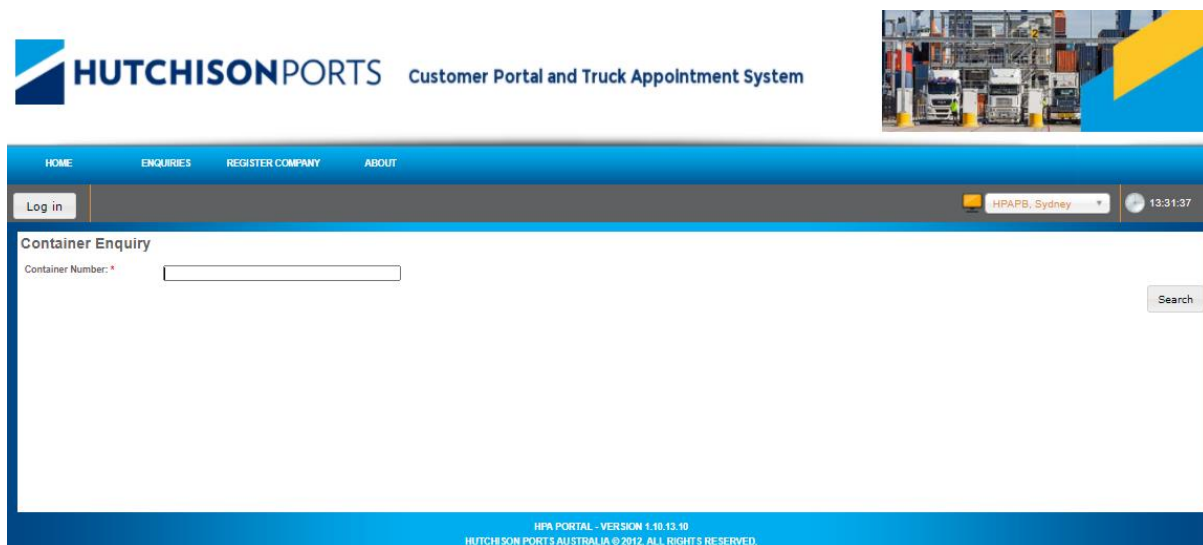 HUTCHISONPORTS Customer Portal and Truck Appointment System
2
HOME ENQUIRIES REGISTER COMPANY ABOUT
Log in HPAPB, Sydney 13:31:37
Container Enquiry
Container Number: *
Search
HPA PORTAL - VERSION 1.10.13.10
HUTCHISON PORTS AUSTRALIA © 2012. ALL RIGHTS RESERVED.